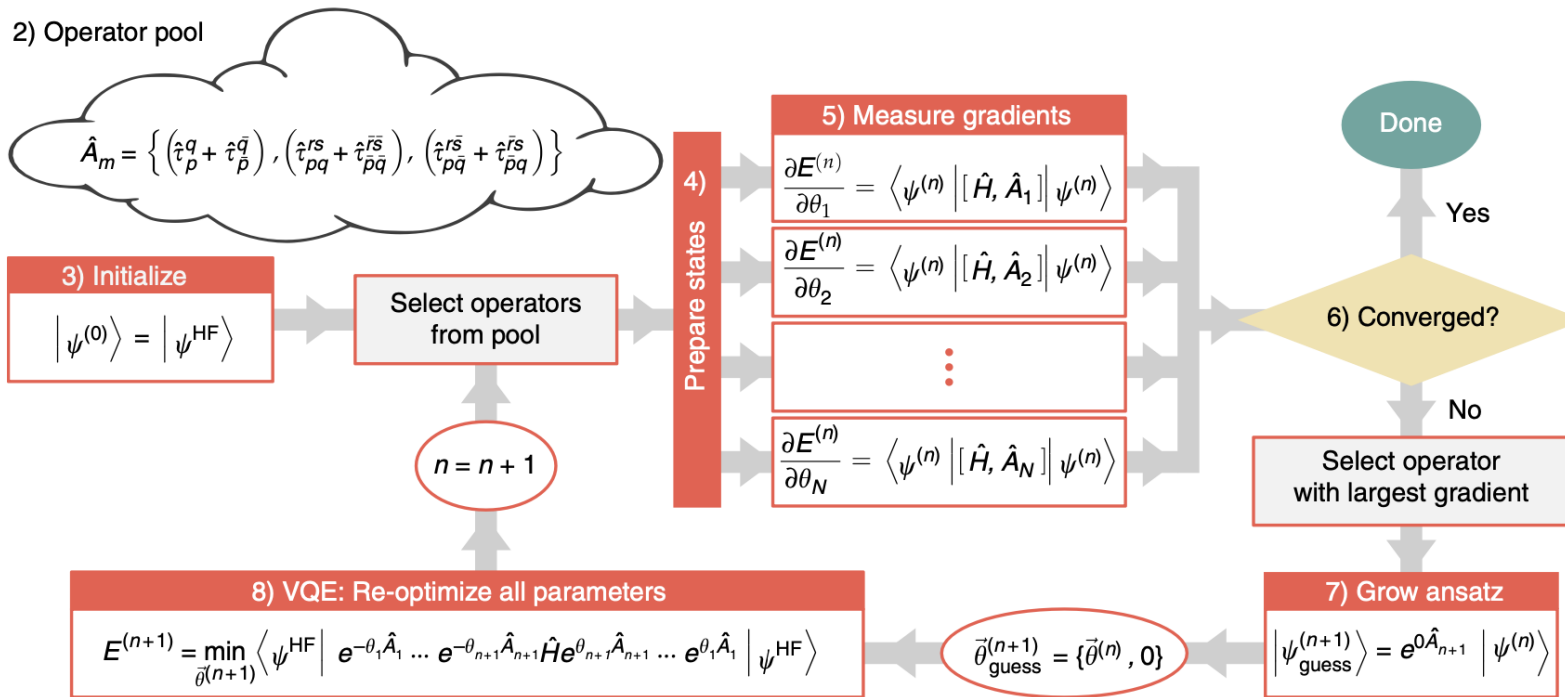 2) Operator pool
Â_m = { (τ̂_p^q + τ̂_p̄^q̄) , (τ̂_pq^rs + τ̂_p̄q̄^r̄s̄), (τ̂_pq̄^rs̄ + τ̂_p̄q^r̄s) }
3) Initialize
|ψ^(0)⟩ = |ψ^HF⟩
Select operators
from pool
4)
Prepare states
5) Measure gradients
∂E^(n)/∂θ_1 = ⟨ψ^(n) |[Ĥ, Â_1]| ψ^(n)⟩
∂E^(n)/∂θ_2 = ⟨ψ^(n) |[Ĥ, Â_2]| ψ^(n)⟩
⋮
∂E^(n)/∂θ_N = ⟨ψ^(n) |[Ĥ, Â_N]| ψ^(n)⟩
6) Converged?
Yes
Done
No
Select operator
with largest gradient
7) Grow ansatz
|ψ_guess^(n+1)⟩ = e^{0Â_{n+1}} |ψ^(n)⟩
θ⃗_guess^(n+1) = {θ⃗^(n) , 0}
8) VQE: Re-optimize all parameters
E^(n+1) = min_{θ⃗^(n+1)} ⟨ψ^HF| e^{-θ_1Â_1} ... e^{-θ_{n+1}Â_{n+1}} Ĥ e^{θ_{n+1}Â_{n+1}} ... e^{θ_1Â_1} |ψ^HF⟩
n = n + 1